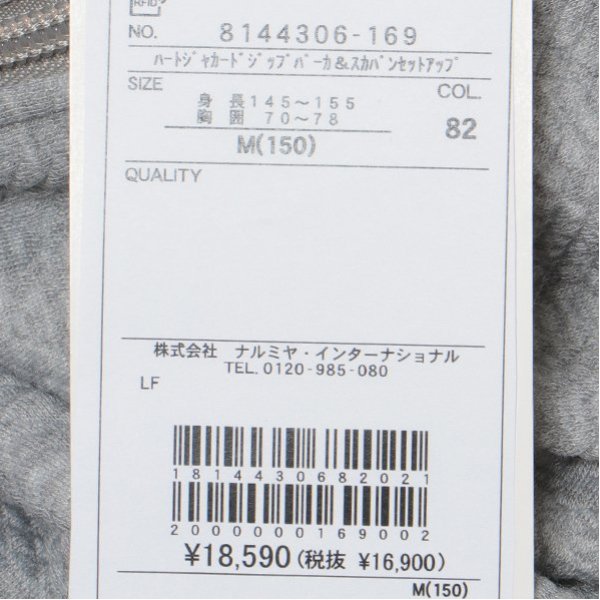 RFID
NO. 8144306-169
ﾊｰﾄｼﾞｬｶｰﾄﾞｼﾞｯﾌﾟﾊﾟｰｶ&ｽｶﾊﾟﾝｾｯﾄｱｯﾌﾟ
SIZE COL.
身長145～155
胸囲 70～78
82
M(150)
QUALITY
株式会社 ナルミヤ・インターナショナル
TEL. 0120-985-080
LF
1814430682021
2000000169002
¥18,590(税抜 ¥16,900)
M(150)